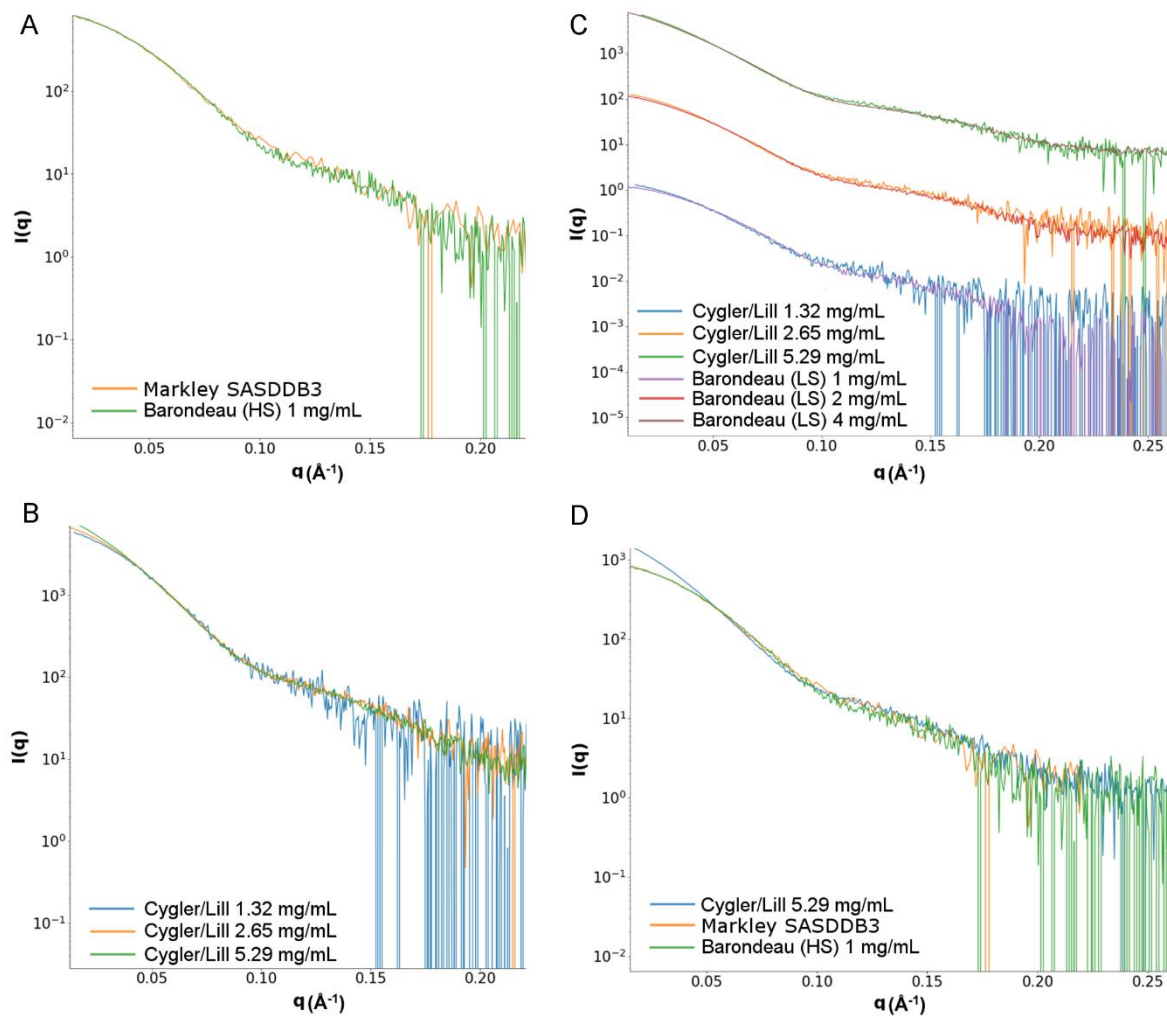 A
10²
10¹
10⁰
10⁻¹
10⁻²
I(q)
Markley SASDDB3
Barondeau (HS) 1 mg/mL
0.05 0.10 0.15 0.20
q (Å⁻¹)
B
10³
10²
10¹
10⁰
10⁻¹
I(q)
Cygler/Lill 1.32 mg/mL
Cygler/Lill 2.65 mg/mL
Cygler/Lill 5.29 mg/mL
0.05 0.10 0.15 0.20
q (Å⁻¹)
C
10³
10²
10¹
10⁰
10⁻¹
10⁻²
10⁻³
10⁻⁴
10⁻⁵
I(q)
Cygler/Lill 1.32 mg/mL
Cygler/Lill 2.65 mg/mL
Cygler/Lill 5.29 mg/mL
Barondeau (LS) 1 mg/mL
Barondeau (LS) 2 mg/mL
Barondeau (LS) 4 mg/mL
0.05 0.10 0.15 0.20 0.25
q (Å⁻¹)
D
10³
10²
10¹
10⁰
10⁻¹
10⁻²
I(q)
Cygler/Lill 5.29 mg/mL
Markley SASDDB3
Barondeau (HS) 1 mg/mL
0.05 0.10 0.15 0.20 0.25
q (Å⁻¹)